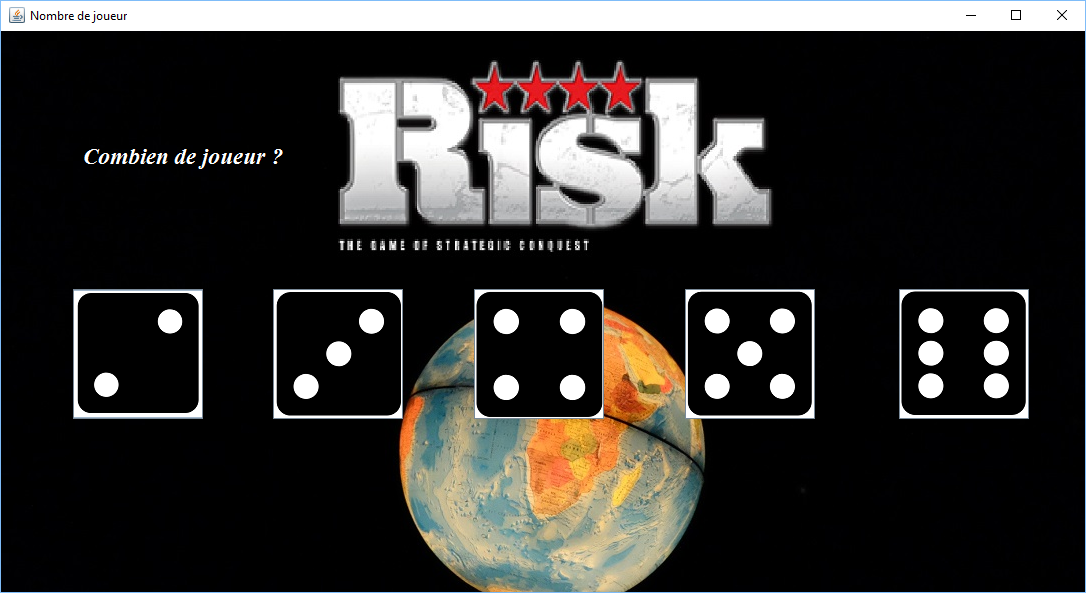 Nombre de joueur
Combien de joueur ?
Risk
THE GAME OF STRATEGIC CONQUEST